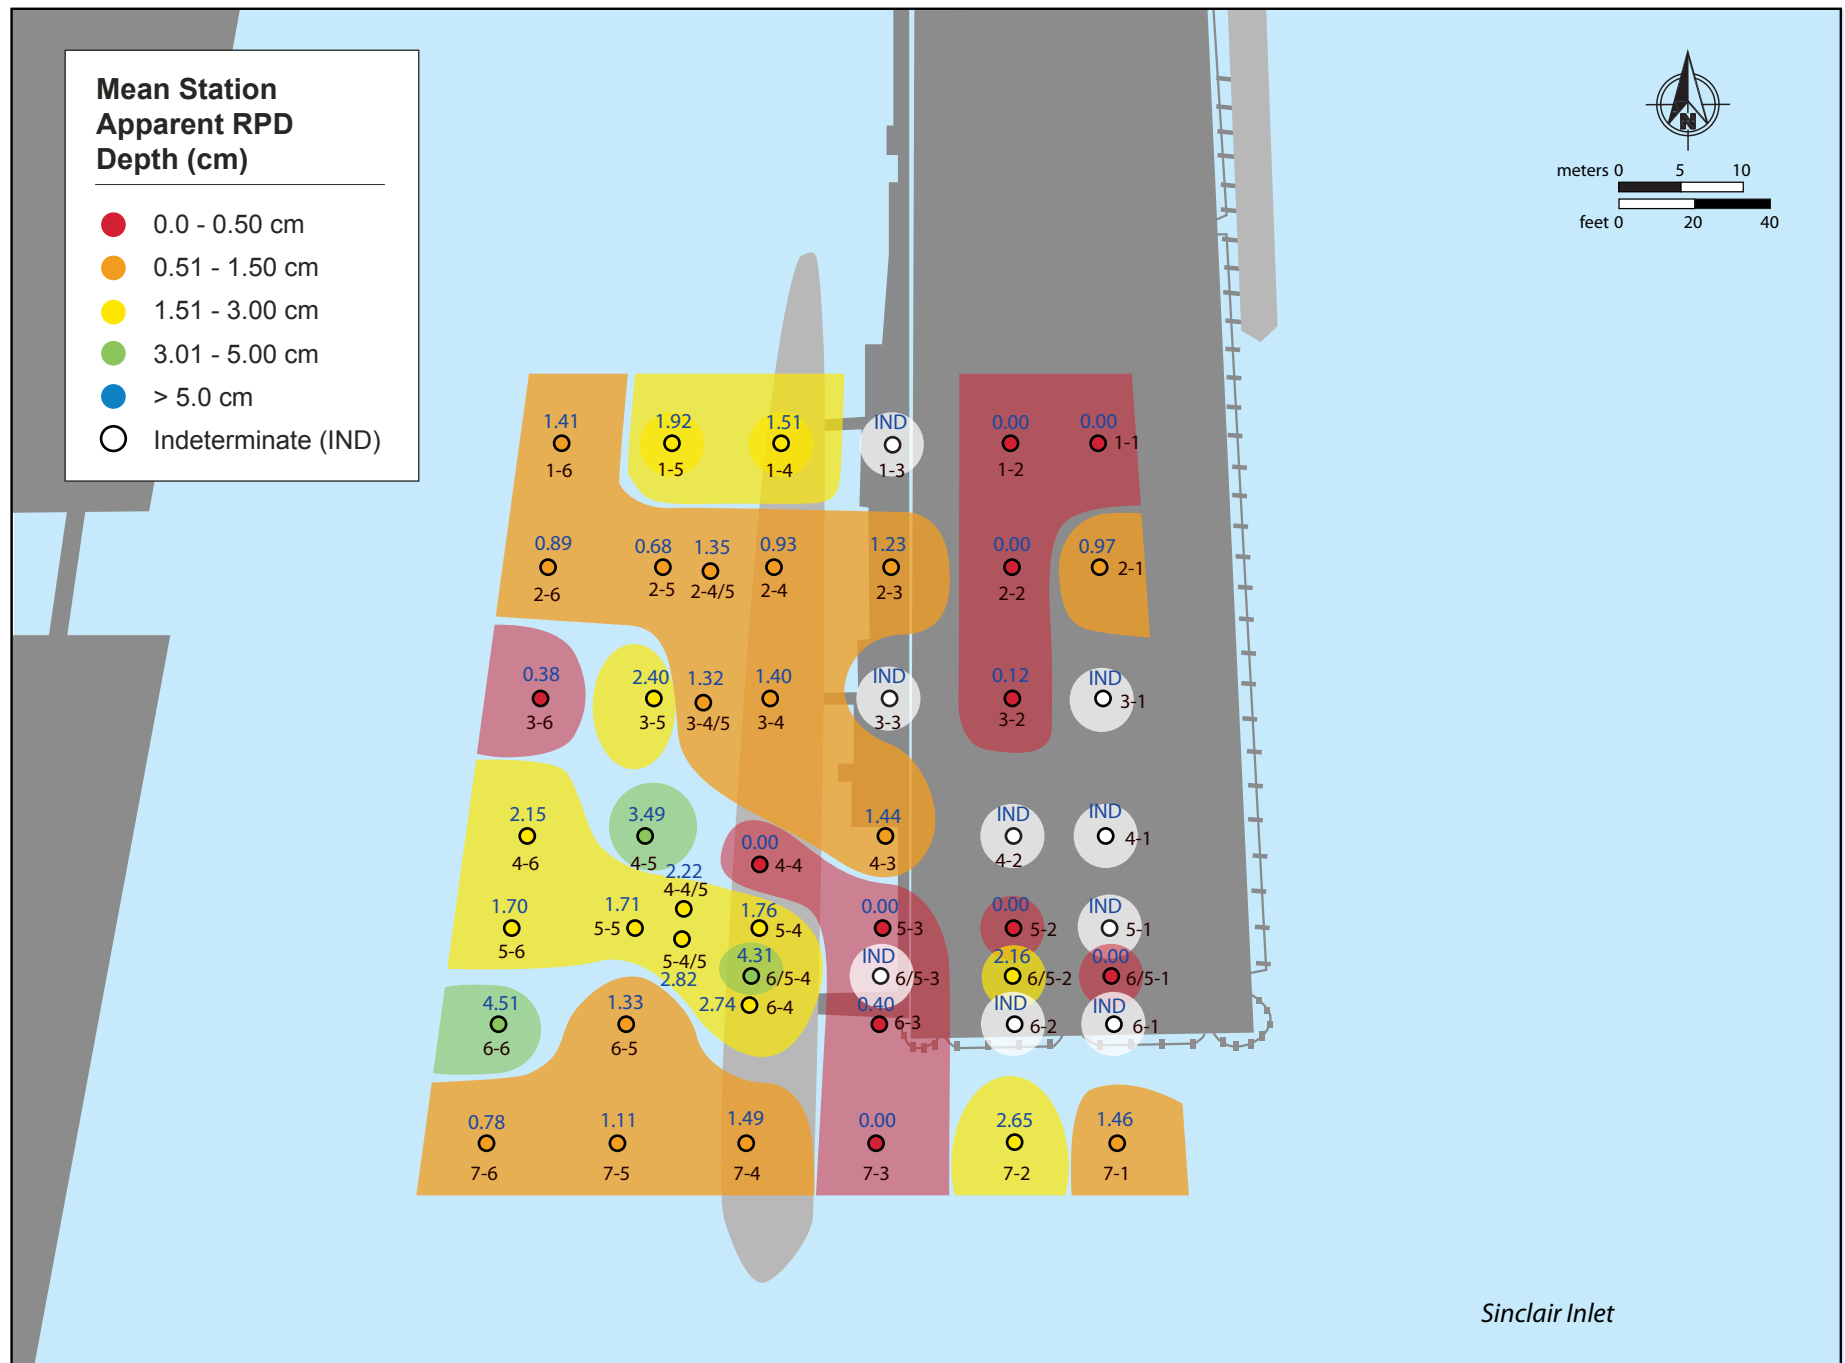 Mean Station
Apparent RPD
Depth (cm)
0.0 - 0.50 cm
0.51 - 1.50 cm
1.51 - 3.00 cm
3.01 - 5.00 cm
> 5.0 cm
Indeterminate (IND)
N
meters 0 5 10
feet 0 20 40
1.41 1.92 1.51 IND 0.00 0.00
1-6 1-5 1-4 1-3 1-2 1-1
0.89 0.68 1.35 0.93 1.23 0.00 0.97
2-6 2-5 2-4/5 2-4 2-3 2-2 2-1
0.38 2.40 1.32 1.40 IND 0.12 IND
3-6 3-5 3-4/5 3-4 3-3 3-2 3-1
2.15 3.49 0.00 1.44 IND IND
4-6 4-5 4-4 4-3 4-2 4-1
2.22
4-4/5
1.70 1.71 1.76 0.00 0.00 IND
5-6 5-5 5-4/5 5-4 5-3 5-2 5-1
2.82
4.31 IND 2.16 0.00
6/5-4 6/5-3 6/5-2 6/5-1
4.51 1.33 2.74 0.40 IND IND
6-6 6-5 6-4 6-3 6-2 6-1
0.78 1.11 1.49 0.00 2.65 1.46
7-6 7-5 7-4 7-3 7-2 7-1
Sinclair Inlet